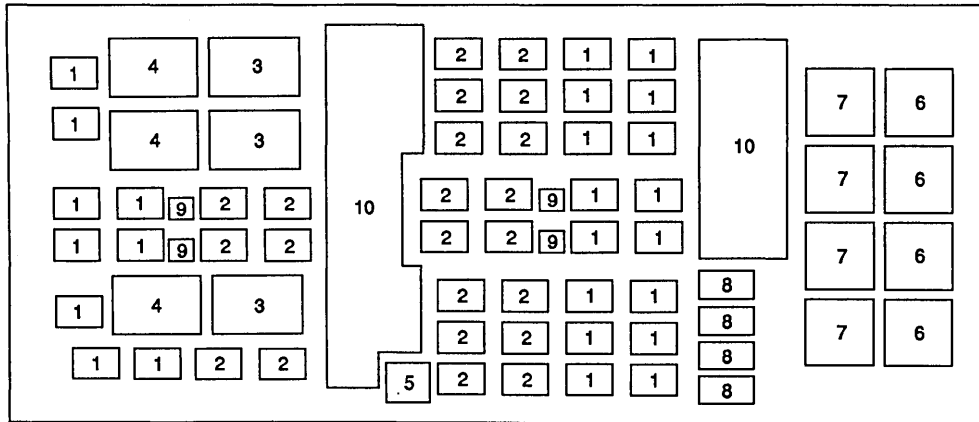 4 3 2 2 1 1
1
2 2 1 1 7 6
1
4 3 2 2 1 1 10
10
1 1 9 2 2 2 2 9 1 1 7 6
1 1 9 2 2 2 2 9 1 1
7 6
8
1 4 3 2 2 1 1
8
2 2 1 1 7 6
8
1 1 2 2 5 2 2 1 1
8